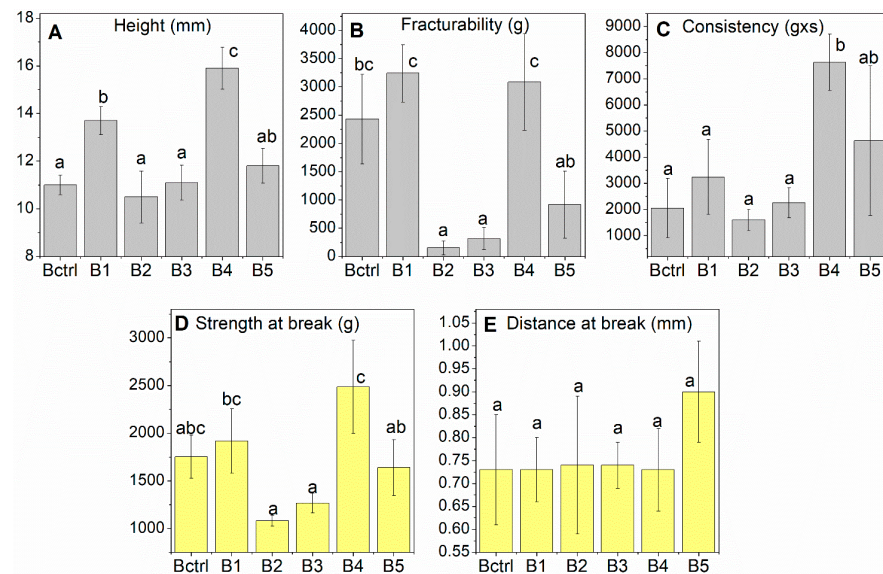 A Height (mm)
18
16
14
12
10
8
a
b
a
a
c
ab
Bctrl B1 B2 B3 B4 B5
B Fracturability (g)
4000
3500
3000
2500
2000
1500
1000
500
0
bc
c
a
a
c
ab
Bctrl B1 B2 B3 B4 B5
C Consistency (gxs)
9000
8000
7000
6000
5000
4000
3000
2000
1000
a
a
a
a
b
ab
Bctrl B1 B2 B3 B4 B5
D Strength at break (g)
3000
2500
2000
1500
1000
abc
bc
a
a
c
ab
Bctrl B1 B2 B3 B4 B5
E Distance at break (mm)
1.05
1.00
0.95
0.90
0.85
0.80
0.75
0.70
0.65
0.60
0.55
a
a
a
a
a
a
Bctrl B1 B2 B3 B4 B5